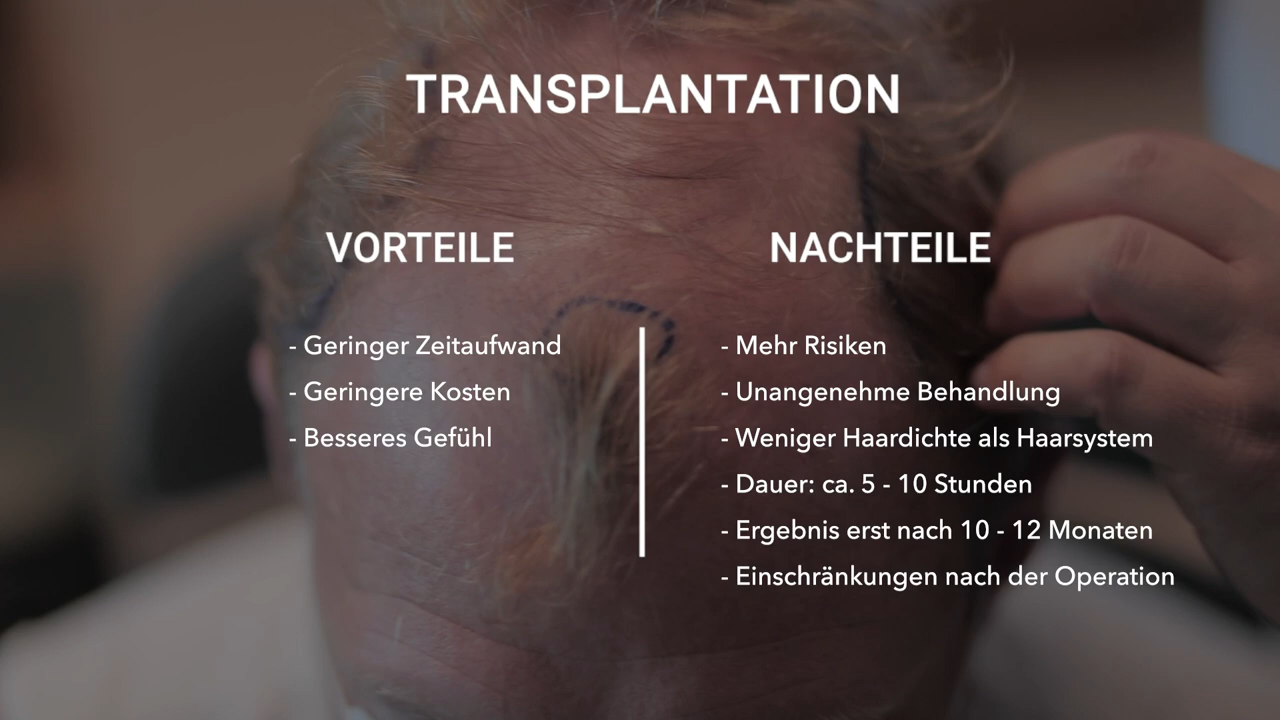 TRANSPLANTATION
VORTEILE
- Geringer Zeitaufwand
- Geringere Kosten
- Besseres Gefühl
NACHTEILE
- Mehr Risiken
- Unangenehme Behandlung
- Weniger Haardichte als Haarsystem
- Dauer: ca. 5 - 10 Stunden
- Ergebnis erst nach 10 - 12 Monaten
- Einschränkungen nach der Operation